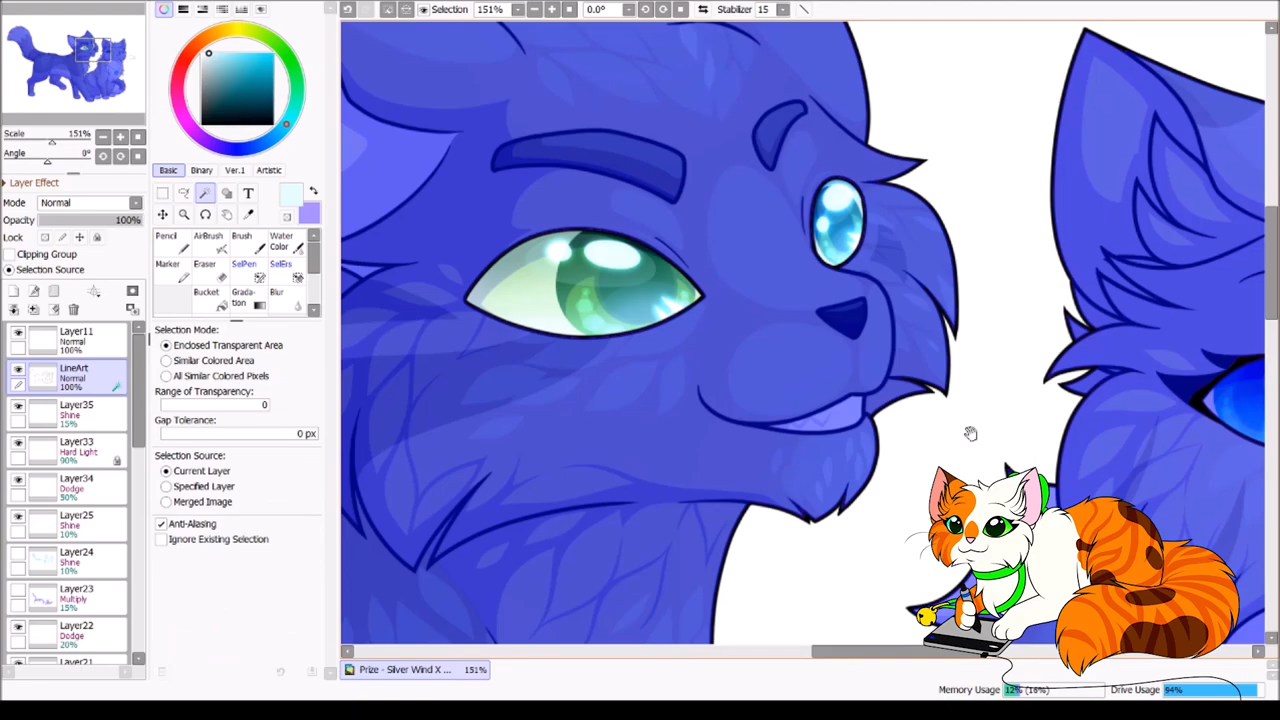 Selection 151% 0.0° Stabilizer 15
Scale 151%
Angle 0°
Layer Effect
Mode Normal
Opacity 100%
Lock
Clipping Group
Selection Source
Layer11
Normal
100%
LineArt
Normal
100%
Layer35
Shine
15%
Layer33
Hard Light
90%
Layer34
Dodge
50%
Layer25
Shine
10%
Layer24
Shine
10%
Layer23
Multiply
15%
Layer22
Dodge
20%
Layer21
Basic Binary Ver.1 Artistic
T
Pencil AirBrush Brush Water Color
Marker Eraser SelPen SelErs
Bucket Grada-tion Blur
Selection Mode:
Enclosed Transparent Area
Similar Colored Area
All Similar Colored Pixels
Range of Transparency:
0
Gap Tolerance:
0 px
Selection Source:
Current Layer
Specified Layer
Merged Image
Anti-Aliasing
Ignore Existing Selection
Prize - Silver Wind X ... 151%
Memory Usage 12% (16%) Drive Usage 94%